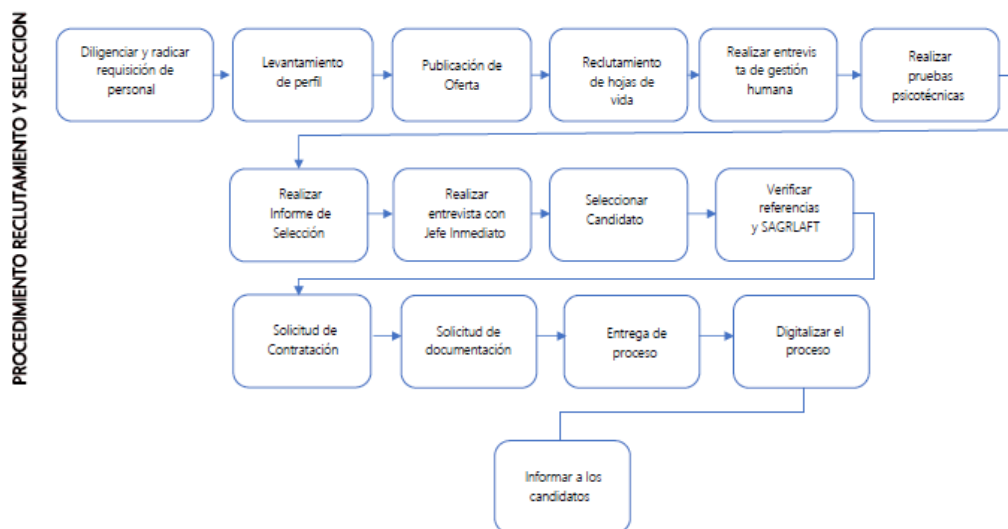 PROCEDIMIENTO RECLUTAMIENTO Y SELECCION
Diligenciar y radicar
requisición de
personal
Levantamiento
de perfil
Publicación de
Oferta
Reclutamiento
de hojas de
vida
Realizar entrevis
ta de gestión
humana
Realizar
pruebas
psicotécnicas
Realizar
Informe de
Selección
Realizar
entrevista con
Jefe Inmediato
Seleccionar
Candidato
Verificar
referencias
y SAGRLAFT
Solicitud de
Contratación
Solicitud de
documentación
Entrega de
proceso
Digitalizar el
proceso
Informar a los
candidatos